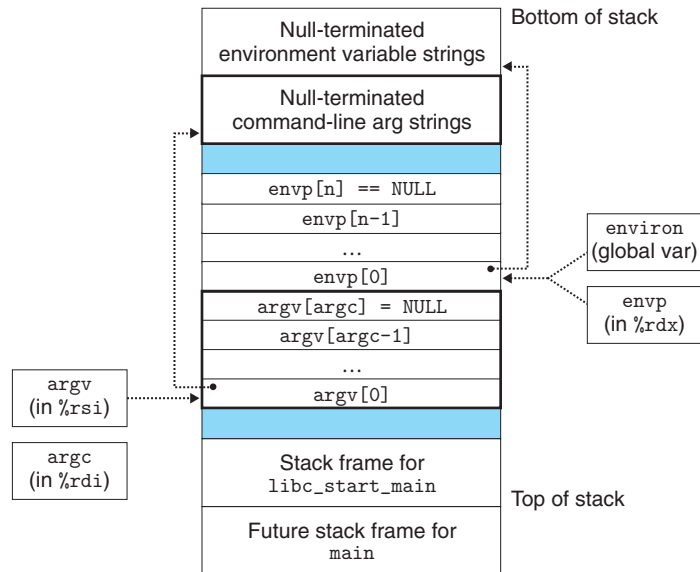 Bottom of stack
Null-terminated
environment variable strings
Null-terminated
command-line arg strings
envp[n] == NULL
envp[n-1]
...
envp[0]
environ
(global var)
envp
(in %rdx)
argv[argc] = NULL
argv[argc-1]
...
argv[0]
argv
(in %rsi)
argc
(in %rdi)
Stack frame for
libc_start_main
Top of stack
Future stack frame for
main